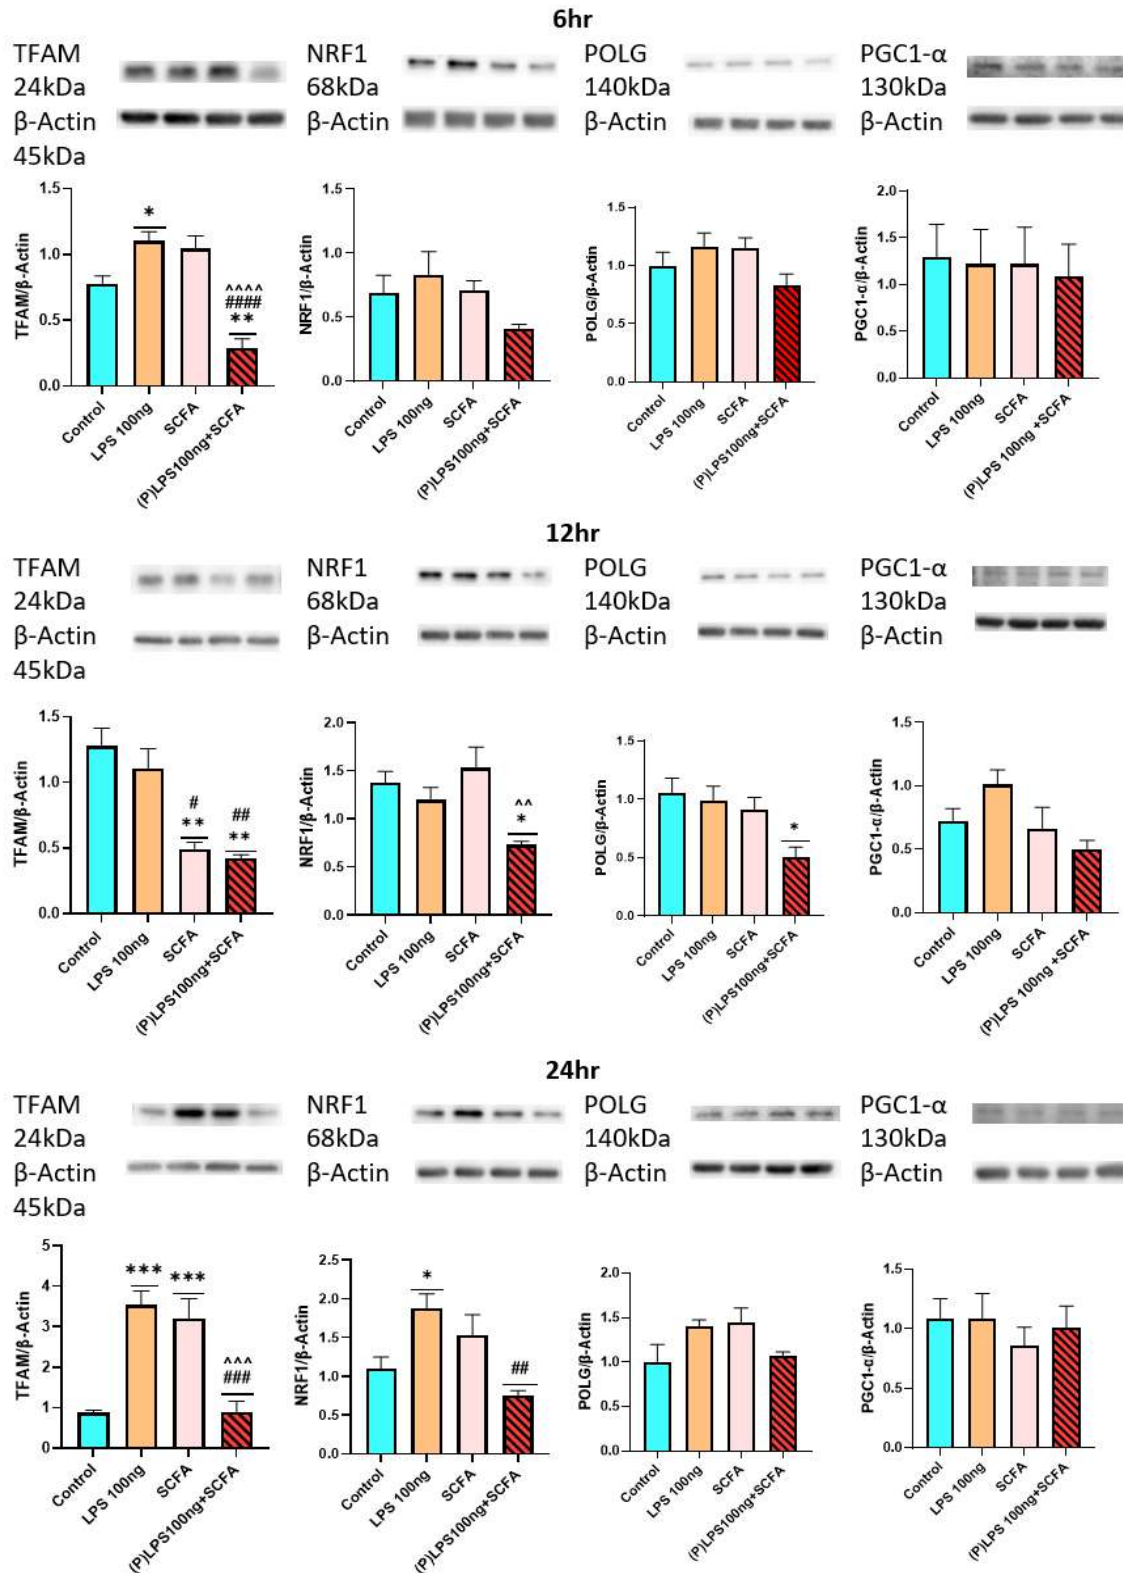 6hr
TFAM
24kDa
β-Actin
45kDa
NRF1
68kDa
β-Actin
POLG
140kDa
β-Actin
PGC1-α
130kDa
β-Actin
TFAM/β-Actin
1.5
1.0
0.5
0.0
*
^^^^
####
**
Control
LPS 100ng
SCFA
(P)LPS100ng+SCFA
NRF1/β-Actin
1.5
1.0
0.5
0.0
Control
LPS 100ng
SCFA
(P)LPS100ng+SCFA
POLG/β-Actin
1.5
1.0
0.5
0.0
Control
LPS 100ng
SCFA
(P)LPS100ng+SCFA
PGC1-α/β-Actin
2.0
1.5
1.0
0.5
0.0
Control
LPS 100ng
SCFA
(P)LPS 100ng +SCFA
12hr
TFAM
24kDa
β-Actin
45kDa
NRF1
68kDa
β-Actin
POLG
140kDa
β-Actin
PGC1-α
130kDa
β-Actin
TFAM/β-Actin
1.5
1.0
0.5
0.0
#
**
##
**
Control
LPS 100ng
SCFA
(P)LPS100ng+SCFA
NRF1/β-Actin
2.0
1.5
1.0
0.5
0.0
^^
*
Control
LPS 100ng
SCFA
(P)LPS100ng+SCFA
POLG/β-Actin
1.5
1.0
0.5
0.0
*
Control
LPS 100ng
SCFA
(P)LPS100ng+SCFA
PGC1-α/β-Actin
1.5
1.0
0.5
0.0
Control
LPS 100ng
SCFA
(P)LPS 100ng +SCFA
24hr
TFAM
24kDa
β-Actin
45kDa
NRF1
68kDa
β-Actin
POLG
140kDa
β-Actin
PGC1-α
130kDa
β-Actin
TFAM/β-Actin
5
4
3
2
1
0
***
***
^^^
###
Control
LPS 100ng
SCFA
(P)LPS100ng+SCFA
NRF1/β-Actin
2.5
2.0
1.5
1.0
0.5
0.0
*
##
Control
LPS 100ng
SCFA
(P)LPS100ng+SCFA
POLG/β-Actin
2.0
1.5
1.0
0.5
0.0
Control
LPS 100ng
SCFA
(P)LPS100ng+SCFA
PGC1-α/β-Actin
1.5
1.0
0.5
0.0
Control
LPS 100ng
SCFA
(P)LPS 100ng+SCFA